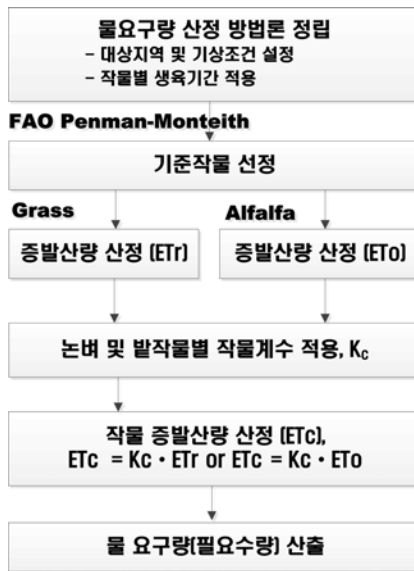 물요구량 산정 방법론 정립
- 대상지역 및 기상조건 설정
- 작물별 생육기간 적용
FAO Penman-Monteith
기준작물 선정
Grass
Alfalfa
증발산량 산정 (ETr)
증발산량 산정 (ETo)
논벼 및 밭작물별 작물계수 적용, Kc
작물 증발산량 산정 (ETc),
ETc = Kc • ETr or ETc = Kc • ETo
물 요구량(필요수량) 산출